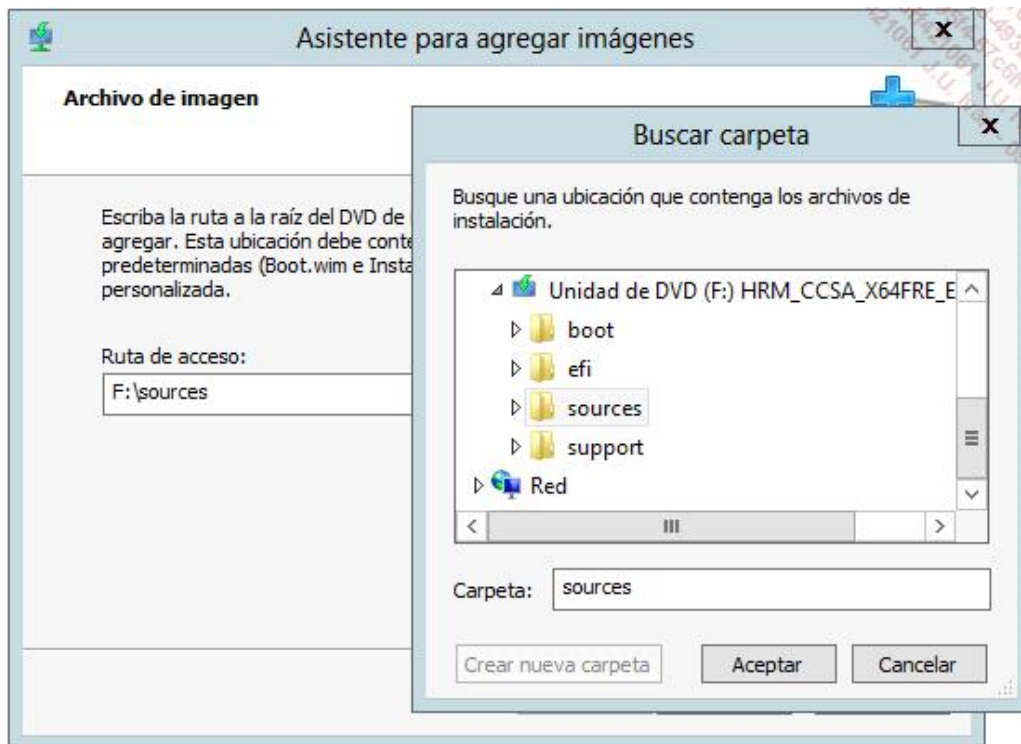 Asistente para agregar imágenes
x
Archivo de imagen
Escriba la ruta a la raíz del DVD de
agregar. Esta ubicación debe conte
predeterminadas (Boot.wim e Insta
personalizada.
Ruta de acceso:
F:\sources
Buscar carpeta
x
Busque una ubicación que contenga los archivos de
instalación.
Unidad de DVD (F:) HRM_CCSA_X64FRE_E
boot
efi
sources
support
Red
Carpeta:
sources
Crear nueva carpeta
Aceptar
Cancelar